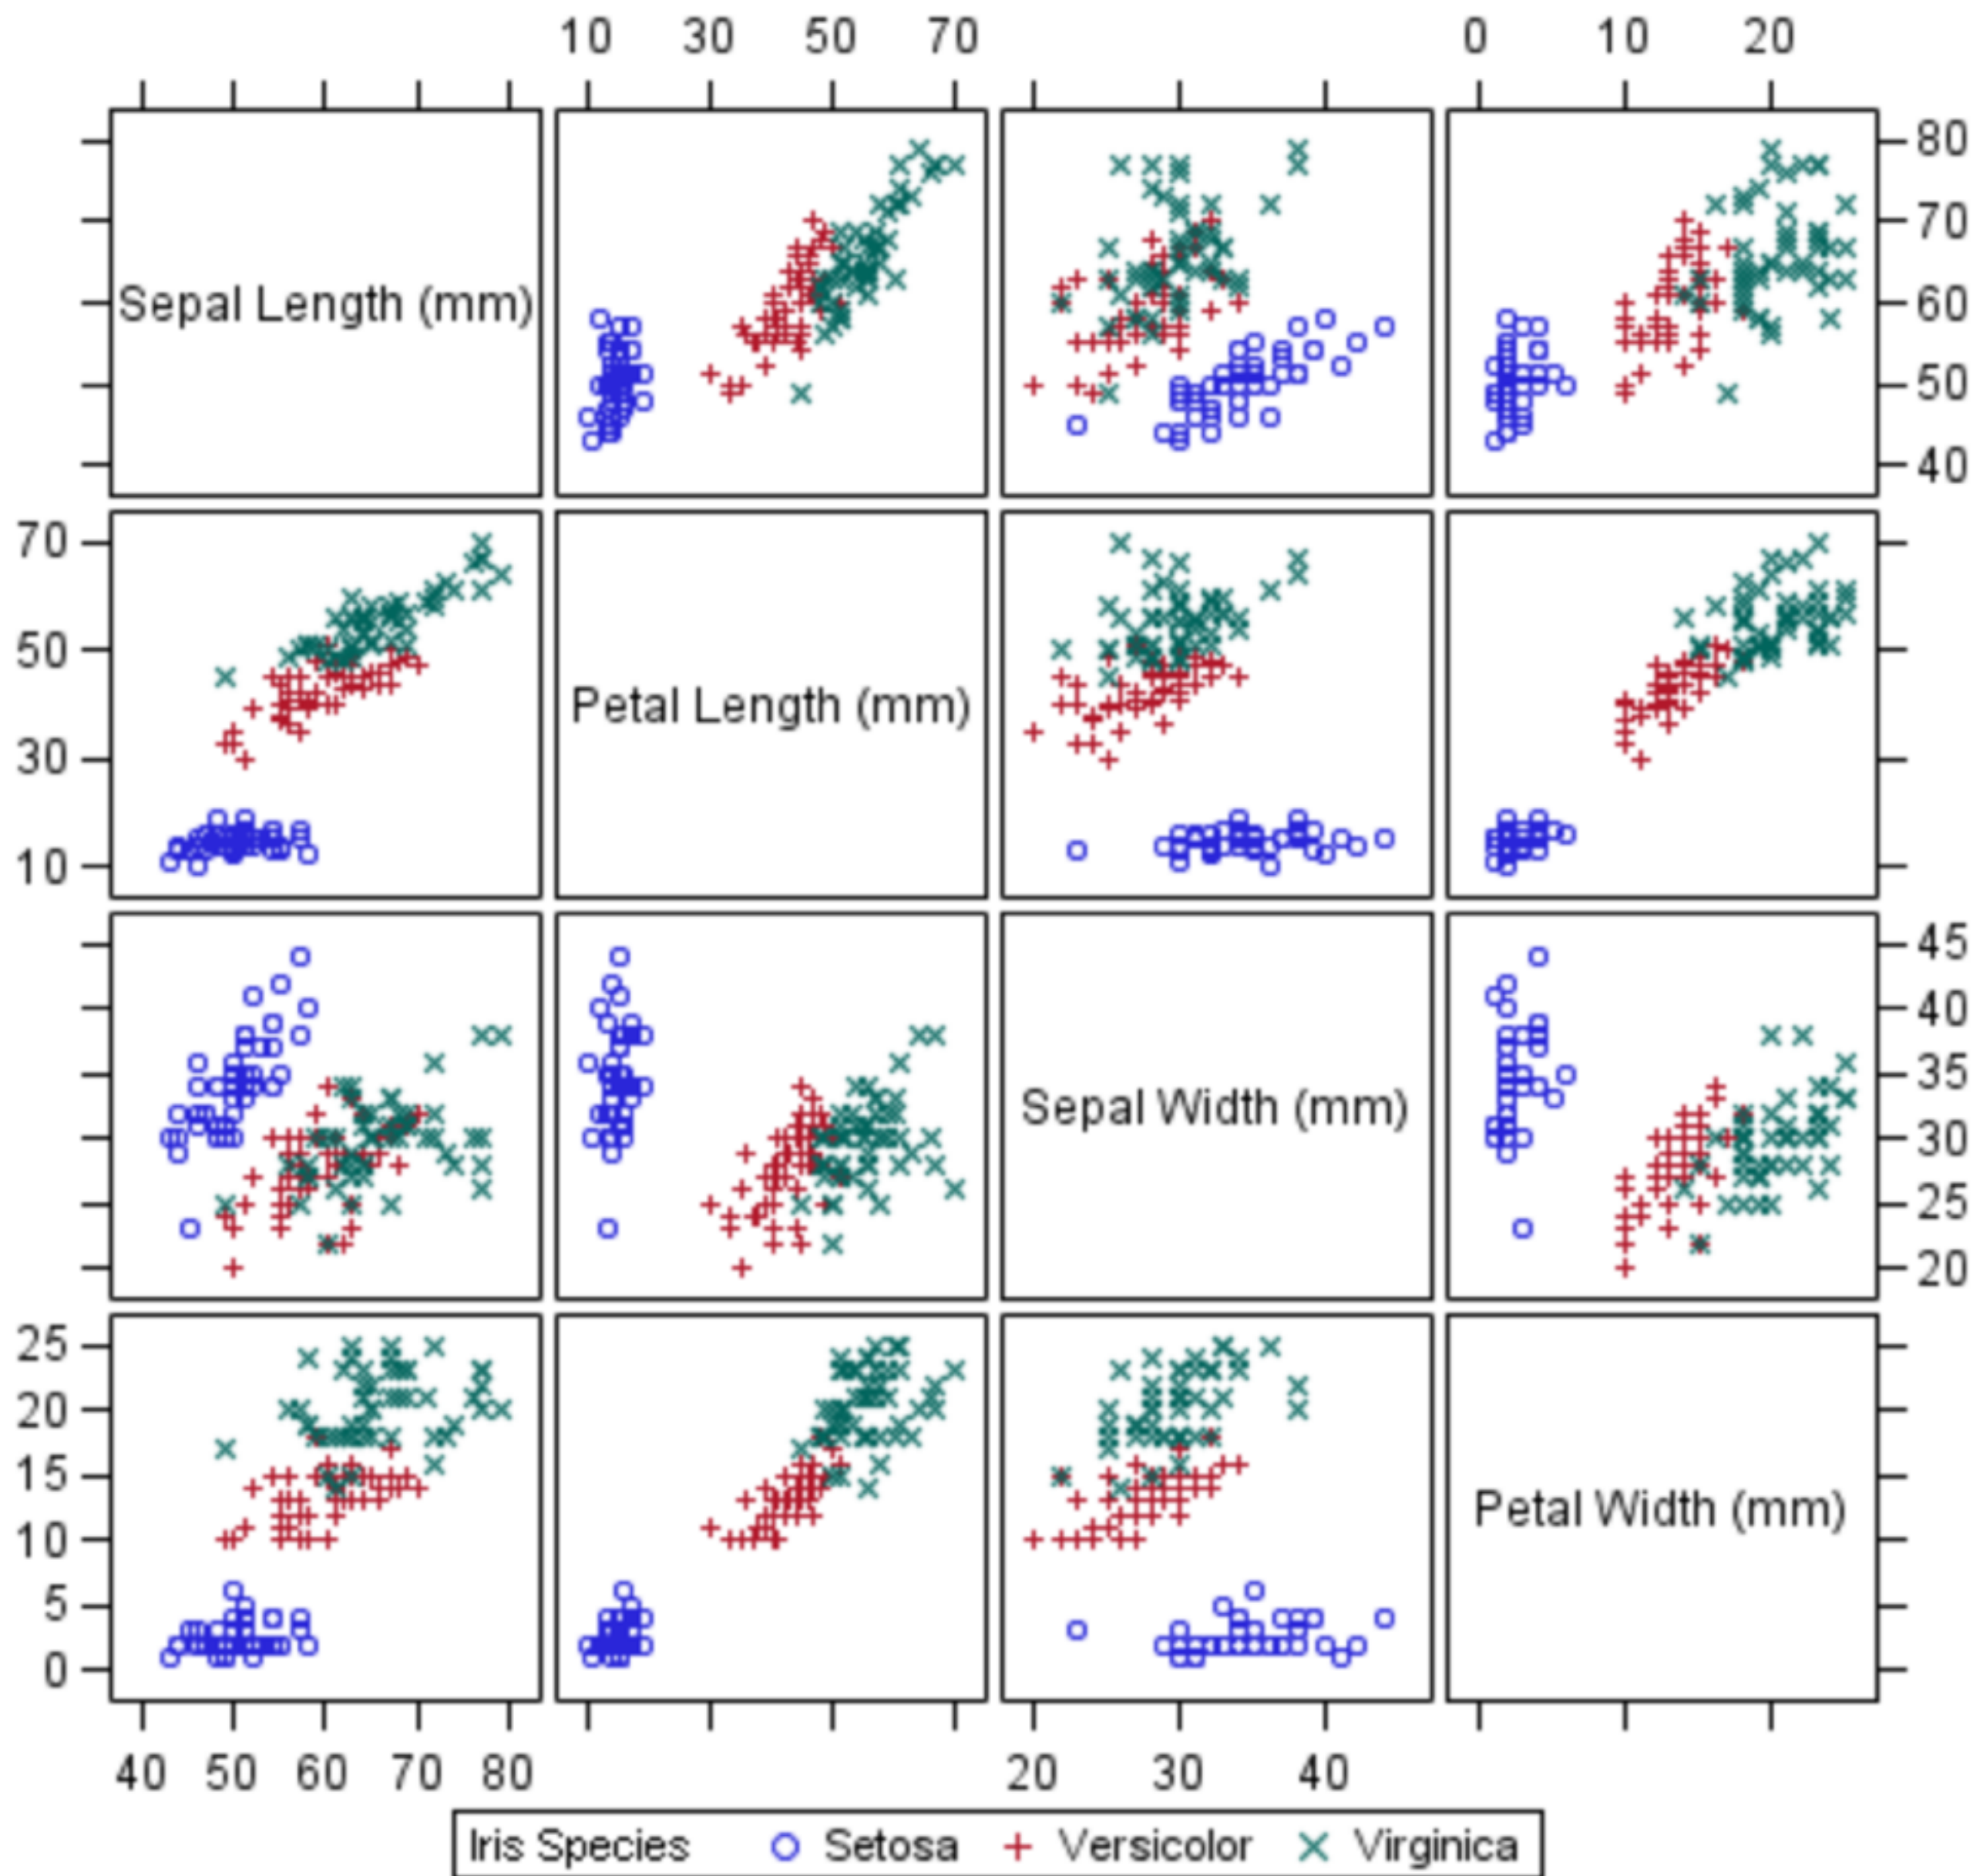 10 30 50 70 0 10 20
80
70
Sepal Length (mm) 60
50
40
70
50
Petal Length (mm)
30
10
45
40
35
Sepal Width (mm)
30
25
20
25
20
15
Petal Width (mm)
10
5
0
40 50 60 70 80 20 30 40
Iris Species Setosa Versicolor Virginica